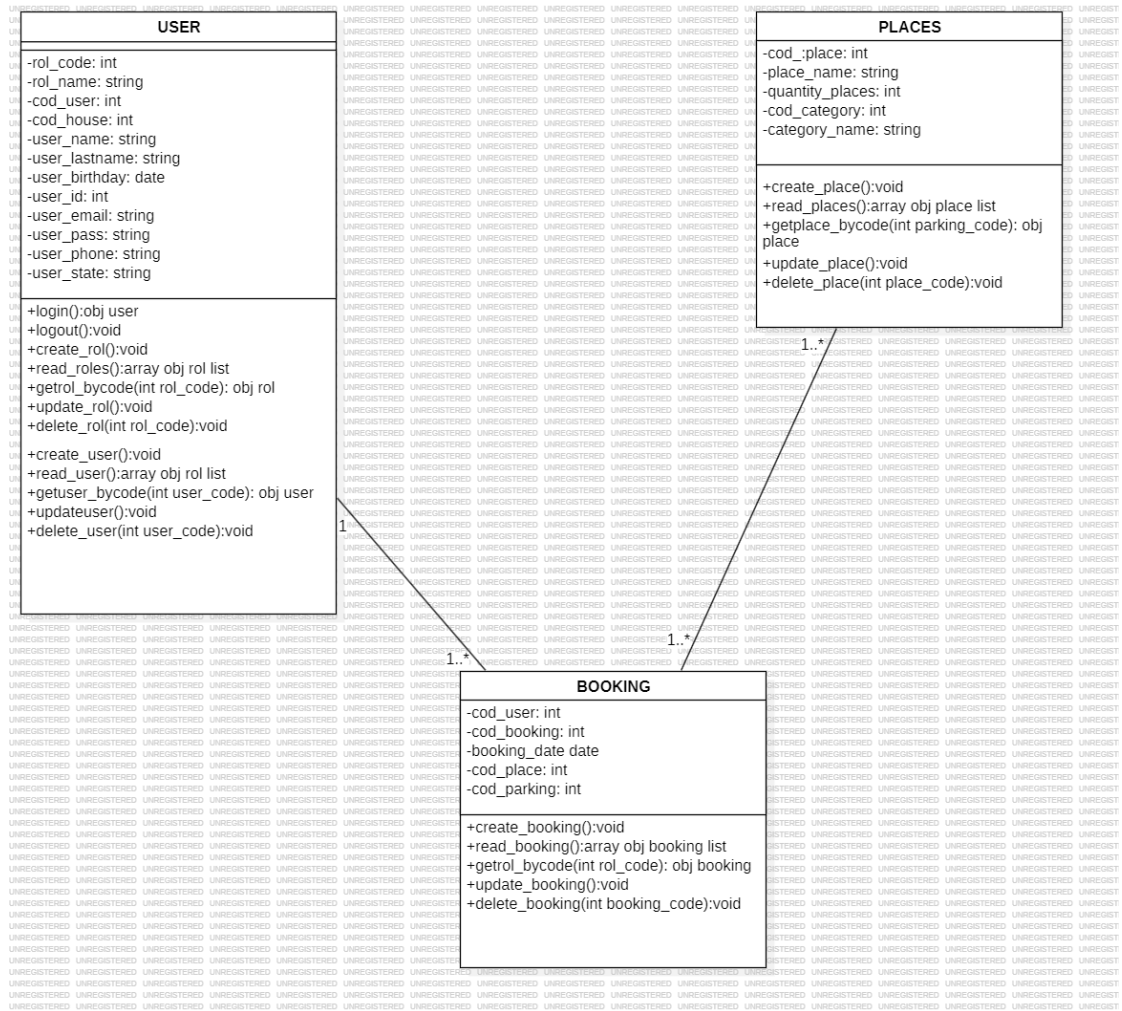 USER
-rol_code: int
-rol_name: string
-cod_user: int
-cod_house: int
-user_name: string
-user_lastname: string
-user_birthday: date
-user_id: int
-user_email: string
-user_pass: string
-user_phone: string
-user_state: string
+login():obj user
+logout():void
+create_rol():void
+read_roles():array obj rol list
+getrol_bycode(int rol_code): obj rol
+update_rol():void
+delete_rol(int rol_code):void
+create_user():void
+read_user():array obj rol list
+getuser_bycode(int user_code): obj user
+updateuser():void
+delete_user(int user_code):void
PLACES
-cod_:place: int
-place_name: string
-quantity_places: int
-cod_category: int
-category_name: string
+create_place():void
+read_places():array obj place list
+getplace_bycode(int parking_code): obj
place
+update_place():void
+delete_place(int place_code):void
1..*
1
1..*
1..*
BOOKING
-cod_user: int
-cod_booking: int
-booking_date date
-cod_place: int
-cod_parking: int
+create_booking():void
+read_booking():array obj booking list
+getrol_bycode(int rol_code): obj booking
+update_booking():void
+delete_booking(int booking_code):void
UNREGISTERED